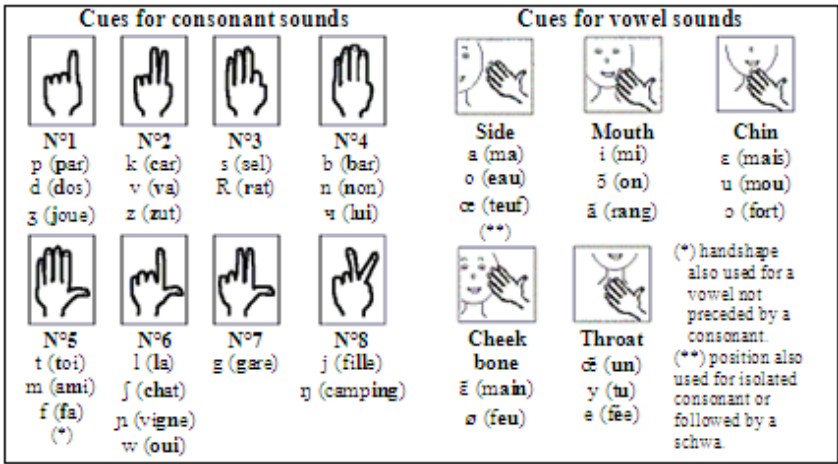 Cues for consonant sounds
N°1 N°2 N°3 N°4
p (par) k (car) s (sel) b (bar)
d (dos) v (va) R (rat) n (non)
ʒ (joue) z (zut) ɥ (lui)
N°5 N°6 N°7 N°8
t (toi) l (la) g (gare) j (fille)
m (ami) ʃ (chat) ŋ (camping)
f (fa) ɲ (vigne)
(*) w (oui)
Cues for vowel sounds
Side Mouth Chin
a (ma) i (mi) ɛ (mais)
o (eau) ɔ̃ (on) u (mou)
œ (teuf) ã (rang) ɔ (fort)
(**)
Cheek Throat
bone œ̃ (un)
ɛ̃ (main) y (tu)
ø (feu) e (fée)
(*) handshape
also used for a
vowel not
preceded by a
consonant.
(**) position also
used for isolated
consonant or
followed by a
schwa.